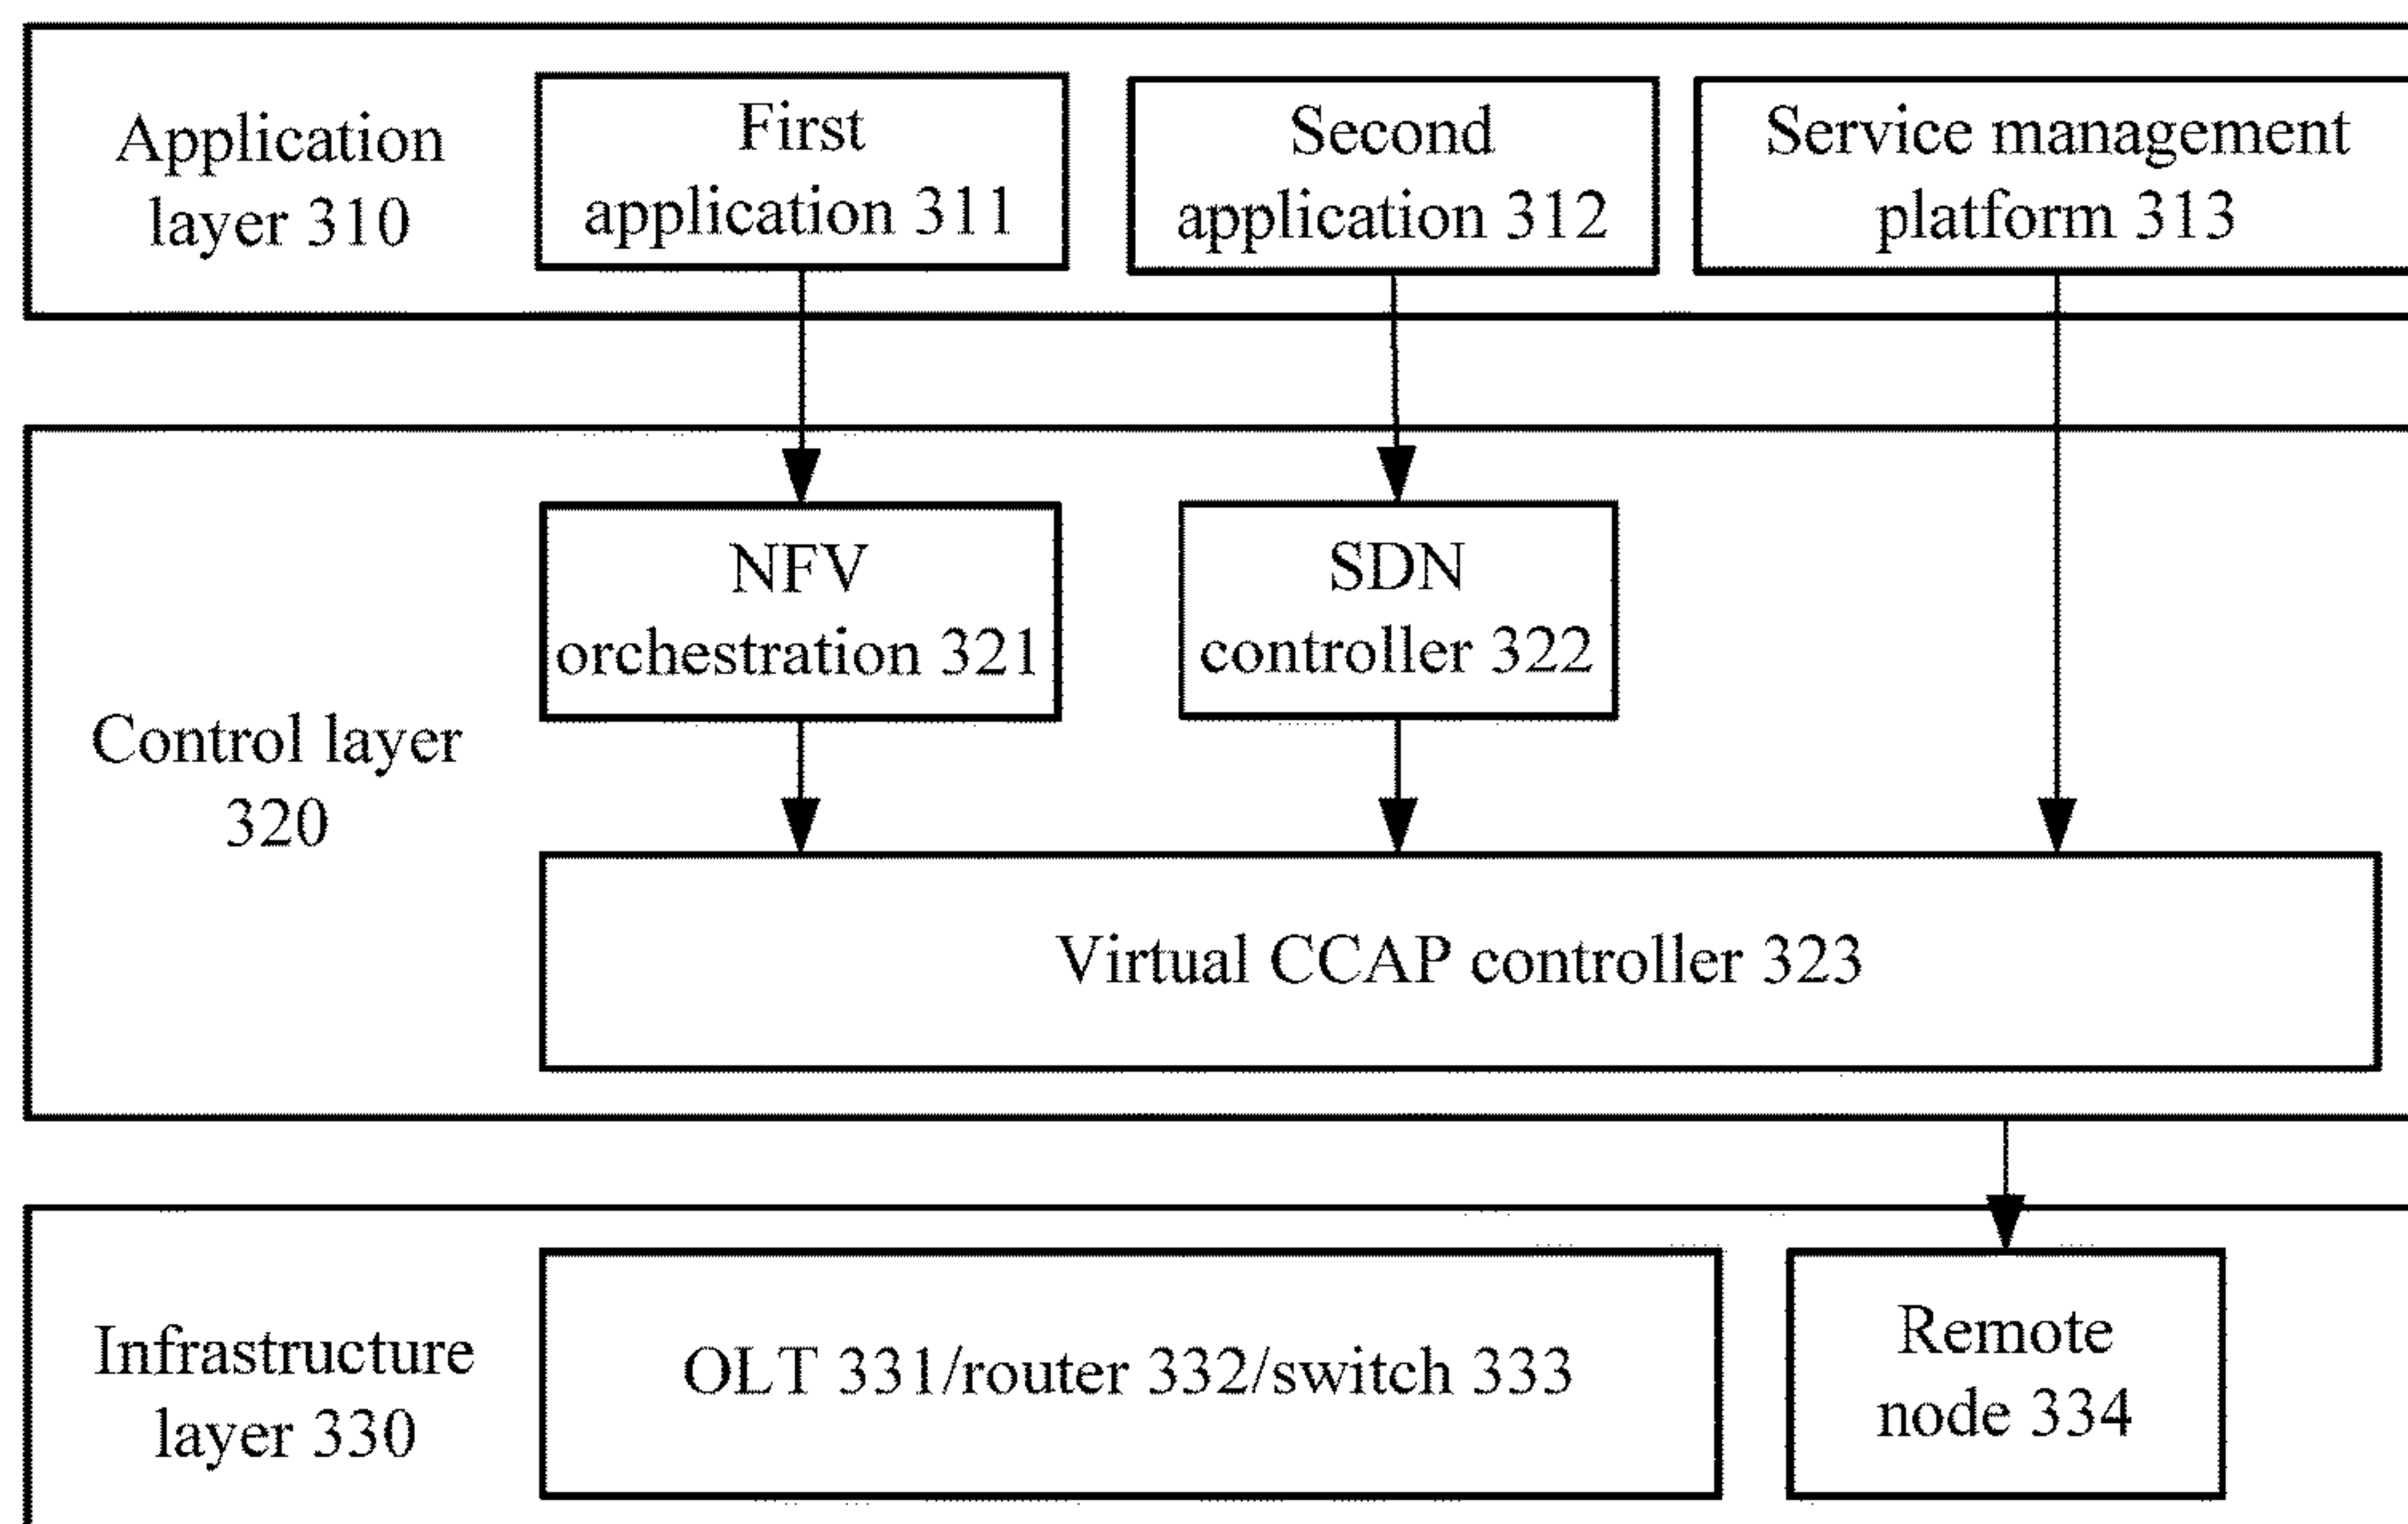 Application
layer 310
First
application 311
Second
application 312
Service management
platform 313
Control layer
320
NFV
orchestration 321
SDN
controller 322
Virtual CCAP controller 323
Infrastructure
layer 330
OLT 331/router 332/switch 333
Remote
node 334